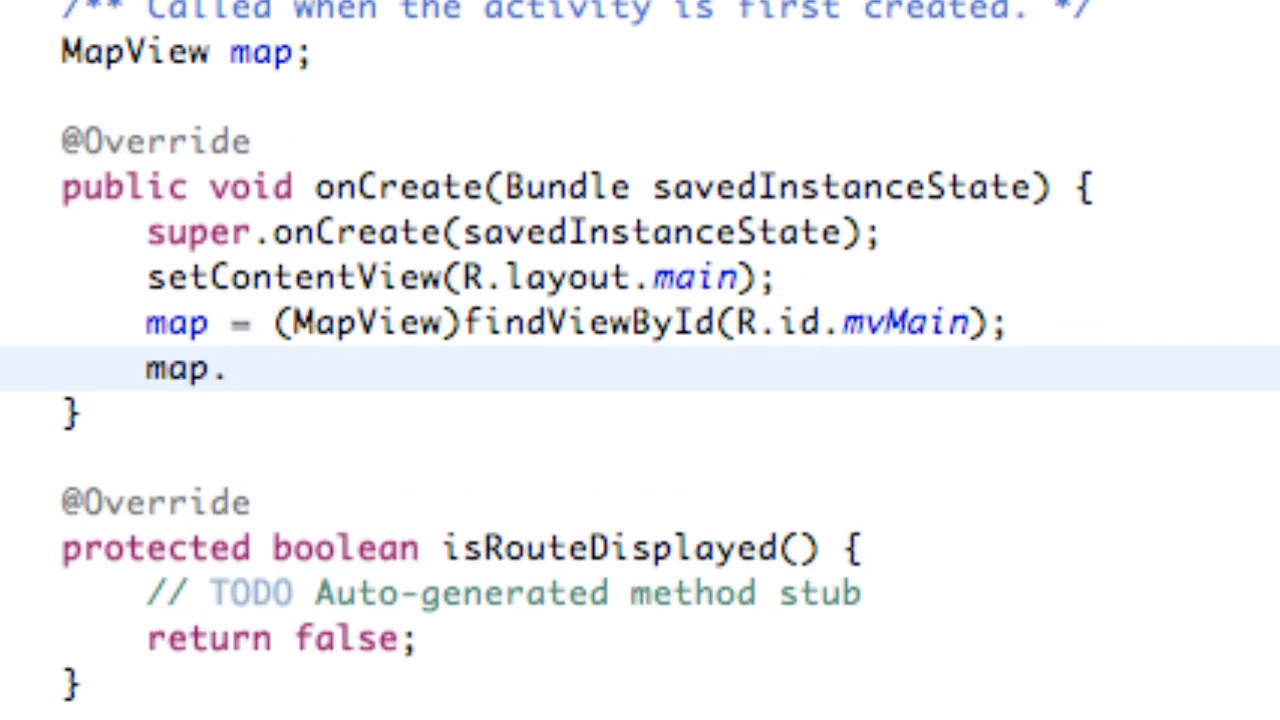 /** Called when the activity is first created. */
MapView map;
@Override
public void onCreate(Bundle savedInstanceState) {
super.onCreate(savedInstanceState);
setContentView(R.layout.main);
map = (MapView)findViewById(R.id.mvMain);
map.
}
@Override
protected boolean isRouteDisplayed() {
// TODO Auto-generated method stub
return false;
}